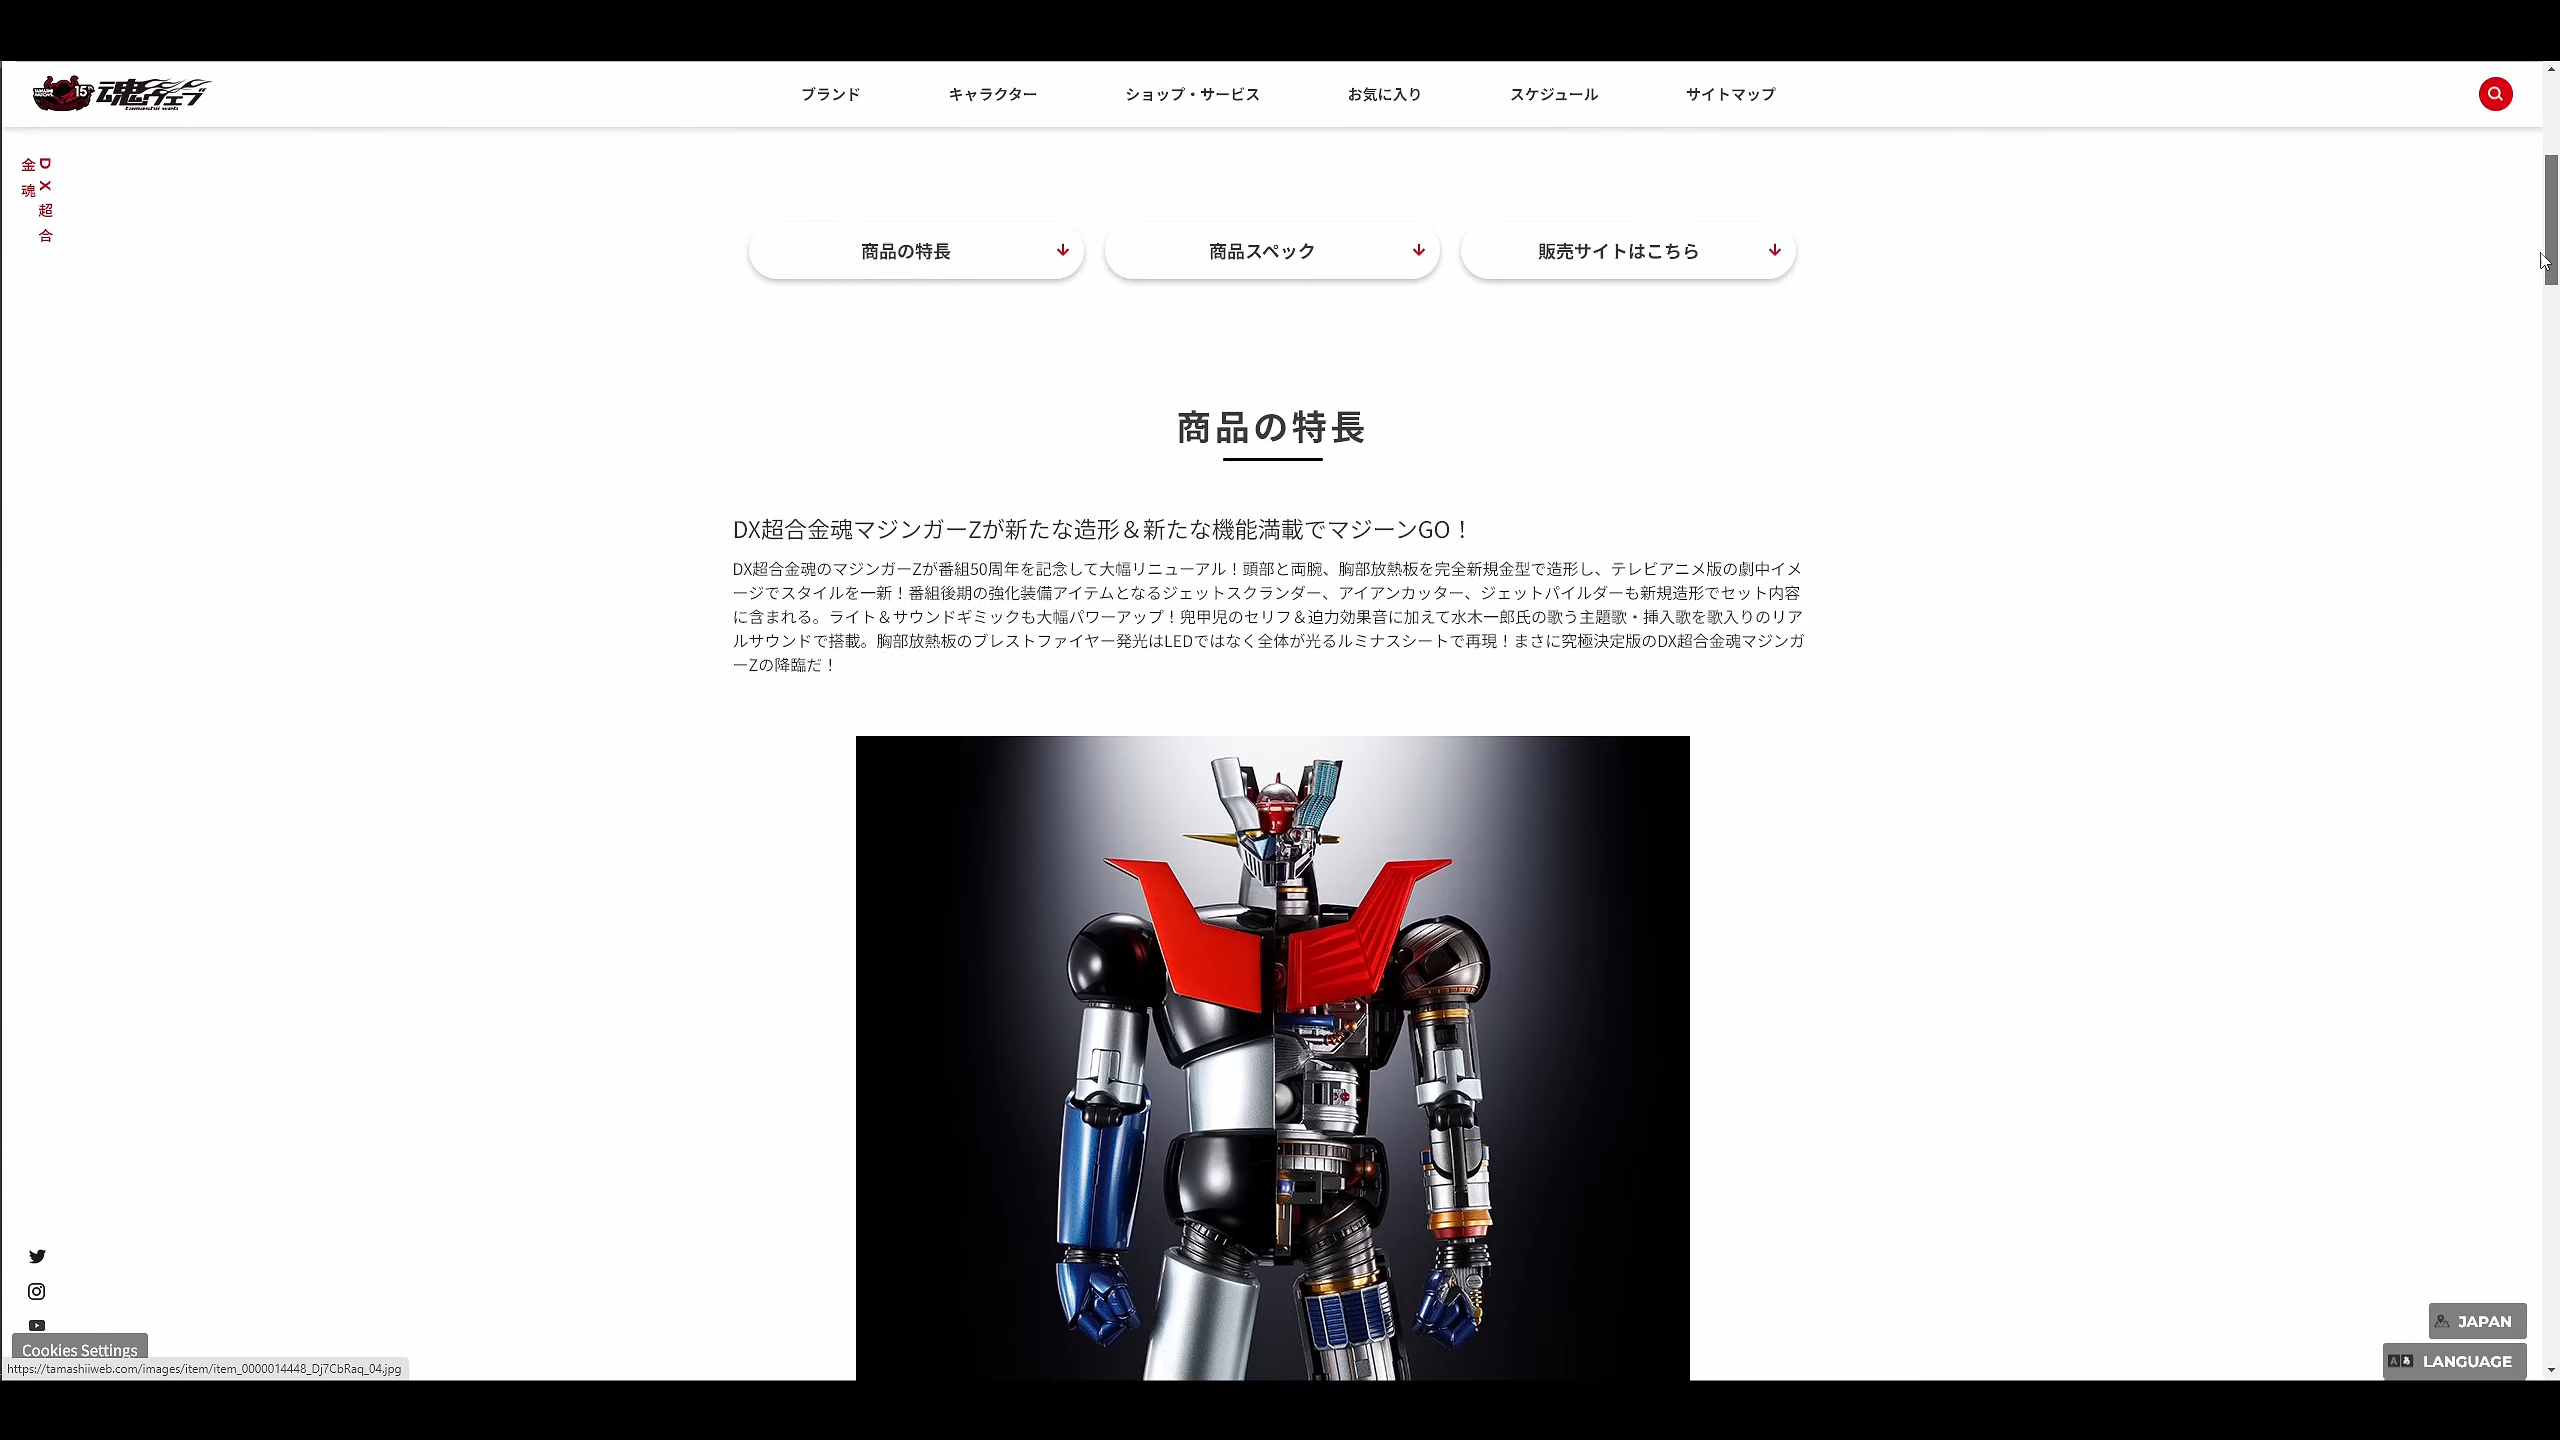 15th 魂ウェブ
tamashii web
ブランド
キャラクター
ショップ・サービス
お気に入り
スケジュール
サイトマップ
DX超合
金魂
商品の特長
商品スペック
販売サイトはこちら
商品の特長
DX超合金魂マジンガーZが新たな造形＆新たな機能満載でマジーンGO！
DX超合金魂のマジンガーZが番組50周年を記念して大幅リニューアル！頭部と両腕、胸部放熱板を完全新規金型で造形し、テレビアニメ版の劇中イメ
ージでスタイルを一新！番組後期の強化装備アイテムとなるジェットスクランダー、アイアンカッター、ジェットパイルダーも新規造形でセット内容
に含まれる。ライト＆サウンドギミックも大幅パワーアップ！兜甲児のセリフ＆迫力効果音に加えて水木一郎氏の歌う主題歌・挿入歌を歌入りのリア
ルサウンドで搭載。胸部放熱板のブレストファイヤー発光はLEDではなく全体が光るルミナスシートで再現！まさに究極決定版のDX超合金魂マジンガ
ーZの降臨だ！
Cookies Settings
https://tamashiiweb.com/images/item/item_0000014448_Dj7CbRaq_04.jpg
JAPAN
LANGUAGE